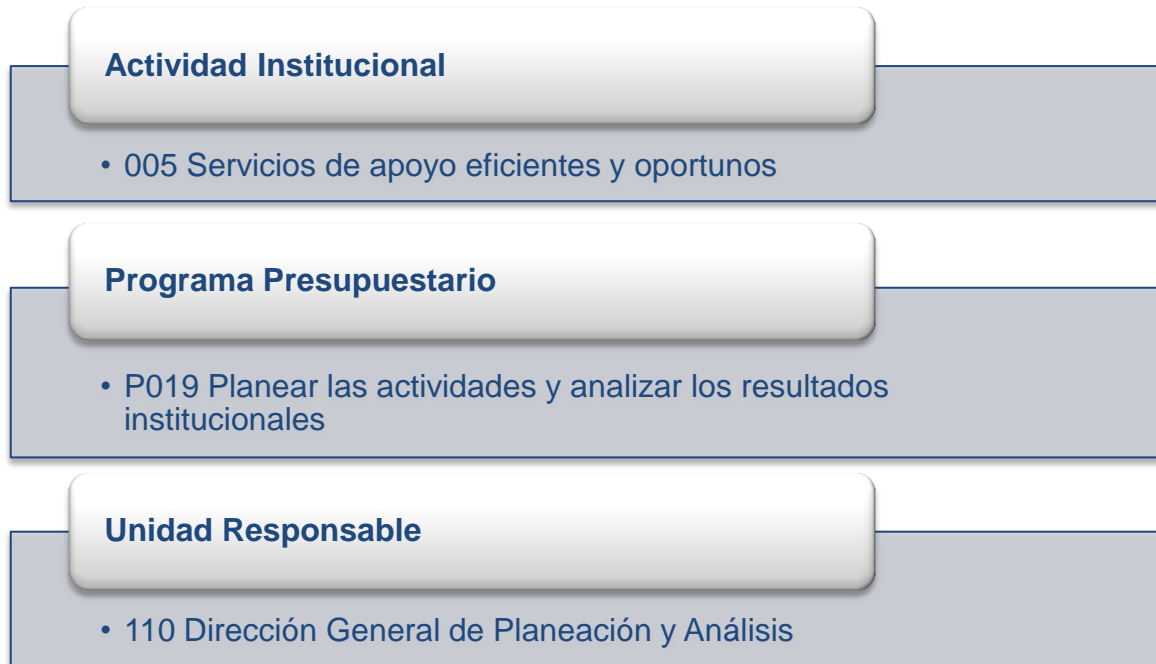 Actividad Institucional
• 005 Servicios de apoyo eficientes y oportunos
Programa Presupuestario
• P019 Planear las actividades y analizar los resultados
institucionales
Unidad Responsable
• 110 Dirección General de Planeación y Análisis